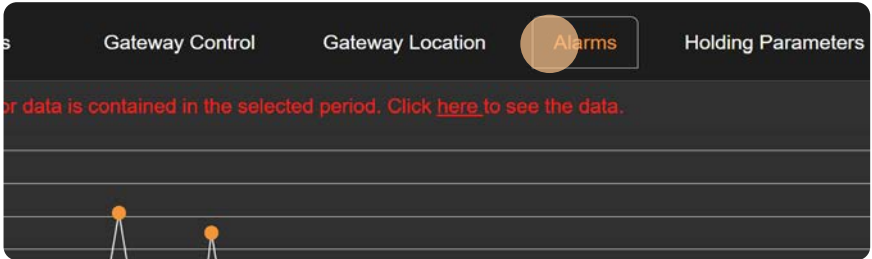 s Gateway Control Gateway Location Alarms Holding Parameters
or data is contained in the selected period. Click here to see the data.